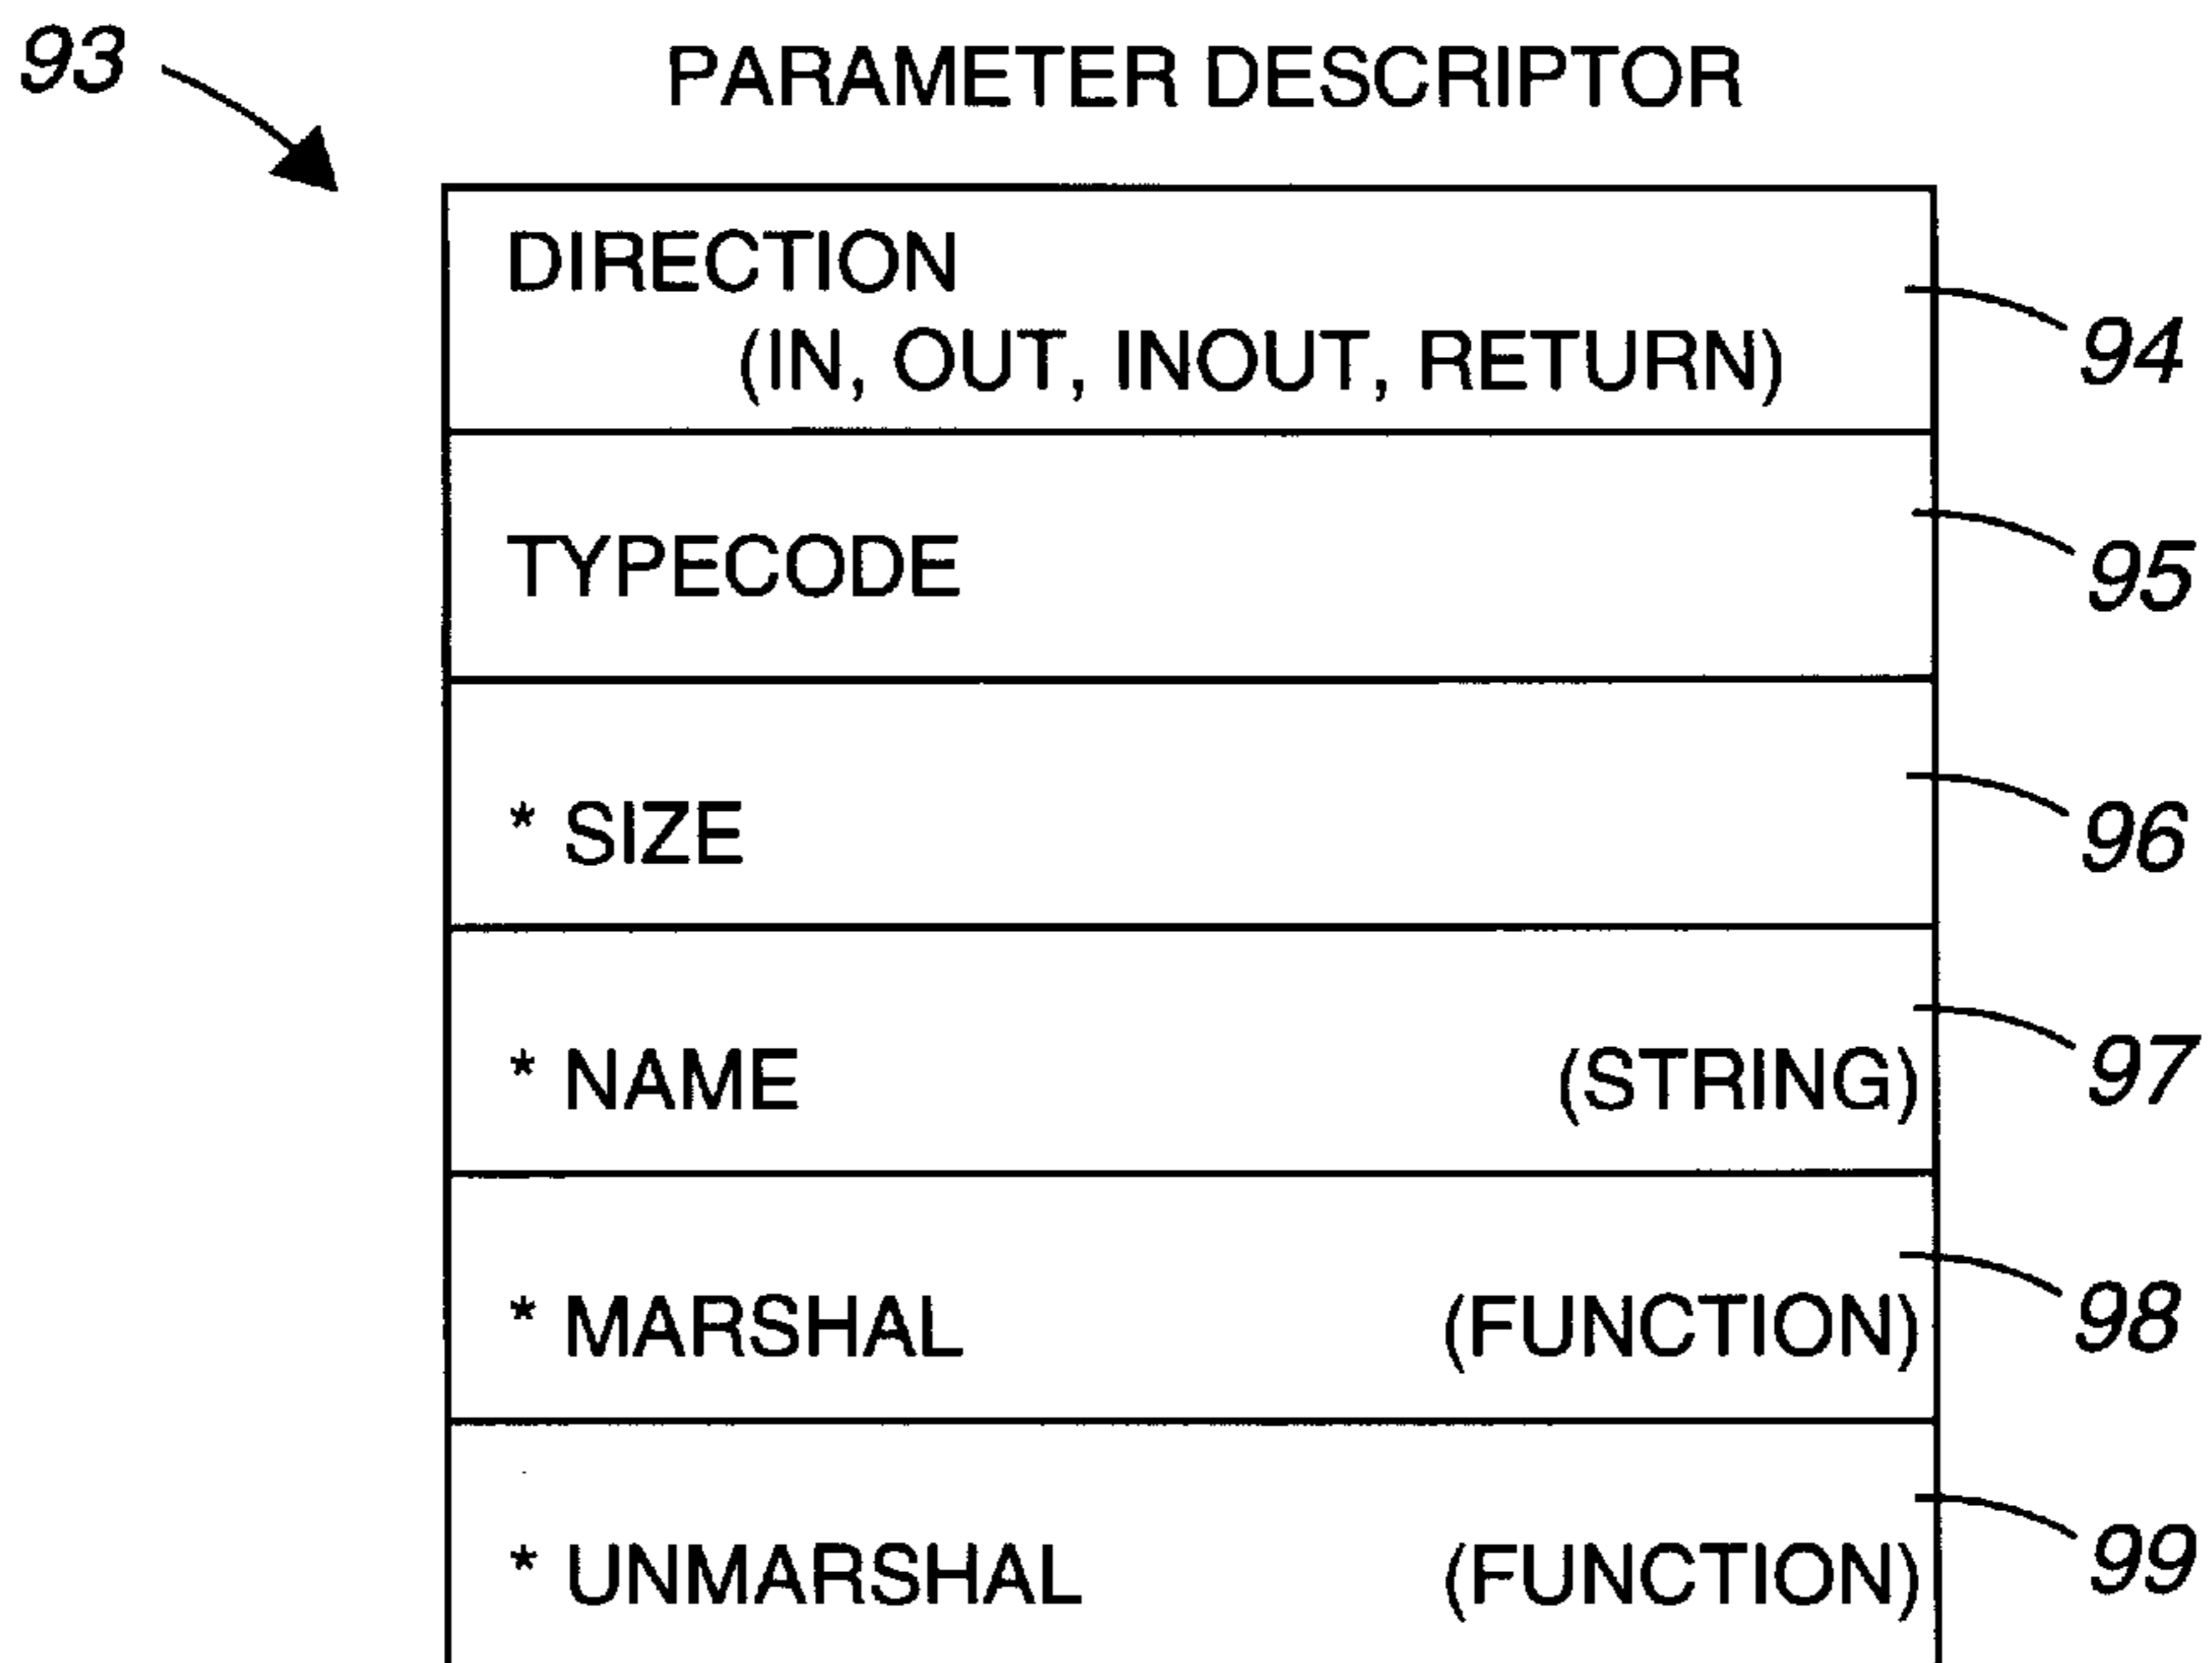 93
PARAMETER DESCRIPTOR
DIRECTION
(IN, OUT, INOUT, RETURN)
94
TYPECODE
95
* SIZE
96
* NAME (STRING)
97
* MARSHAL (FUNCTION)
98
* UNMARSHAL (FUNCTION)
99